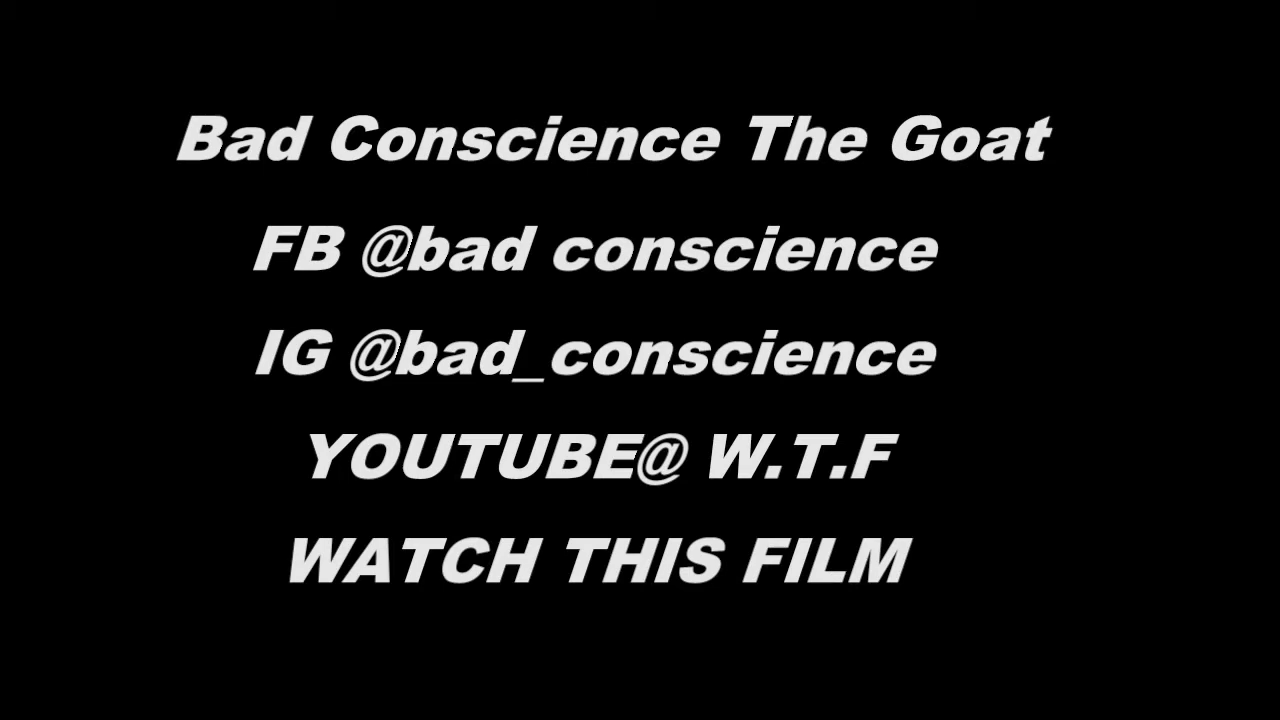 Bad Conscience The Goat
FB @bad conscience
IG @bad_conscience
YOUTUBE@ W.T.F
WATCH THIS FILM